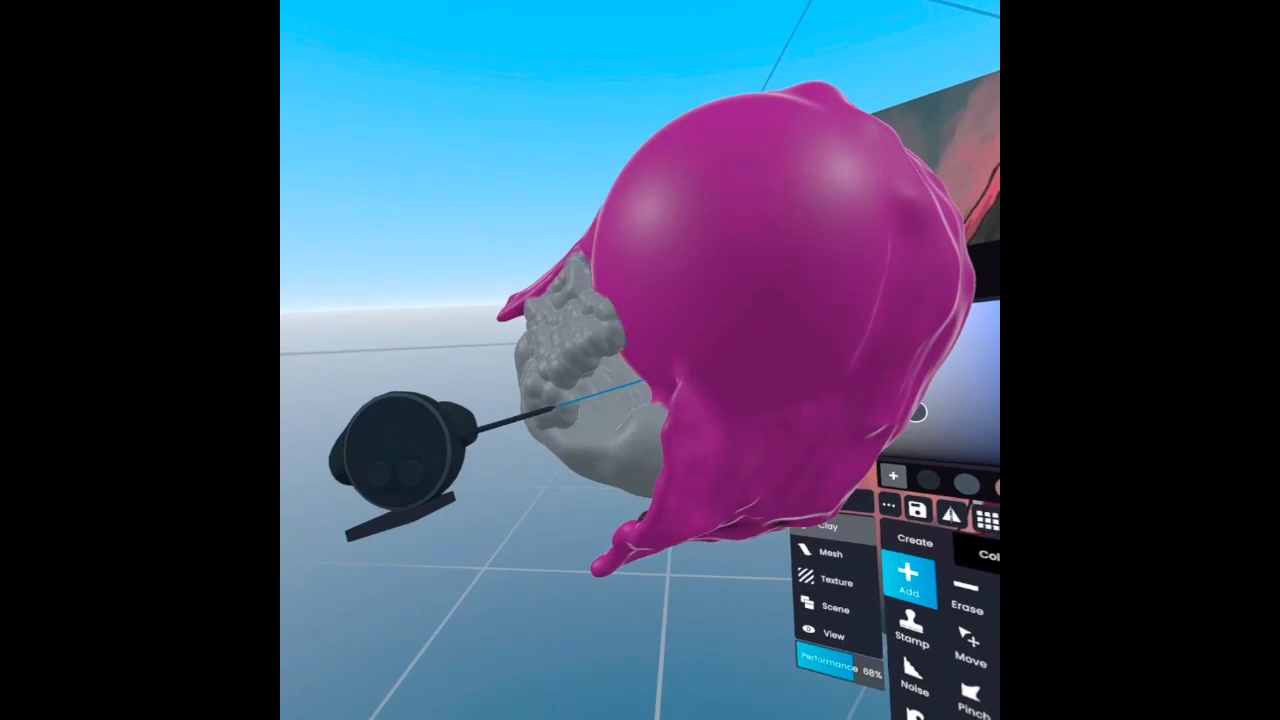 Clay
Mesh
Texture
Scene
View
Performance 68%
Create
Add
Erase
Stamp
Move
Noise
Pinch